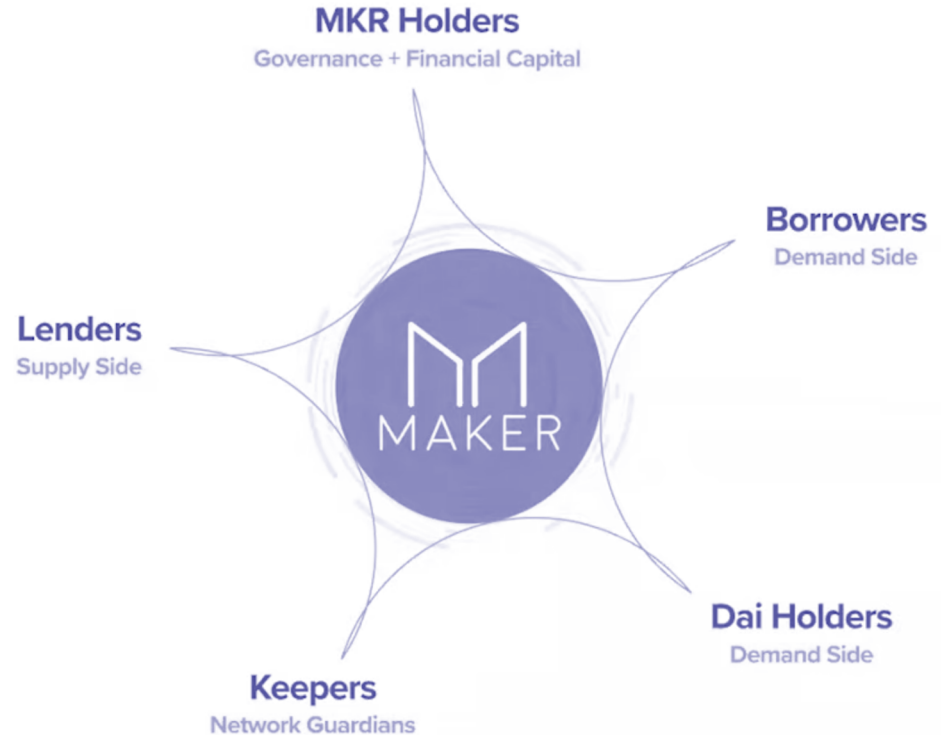 MKR Holders
Governance + Financial Capital
Borrowers
Demand Side
Lenders
Supply Side
MAKER
Dai Holders
Demand Side
Keepers
Network Guardians